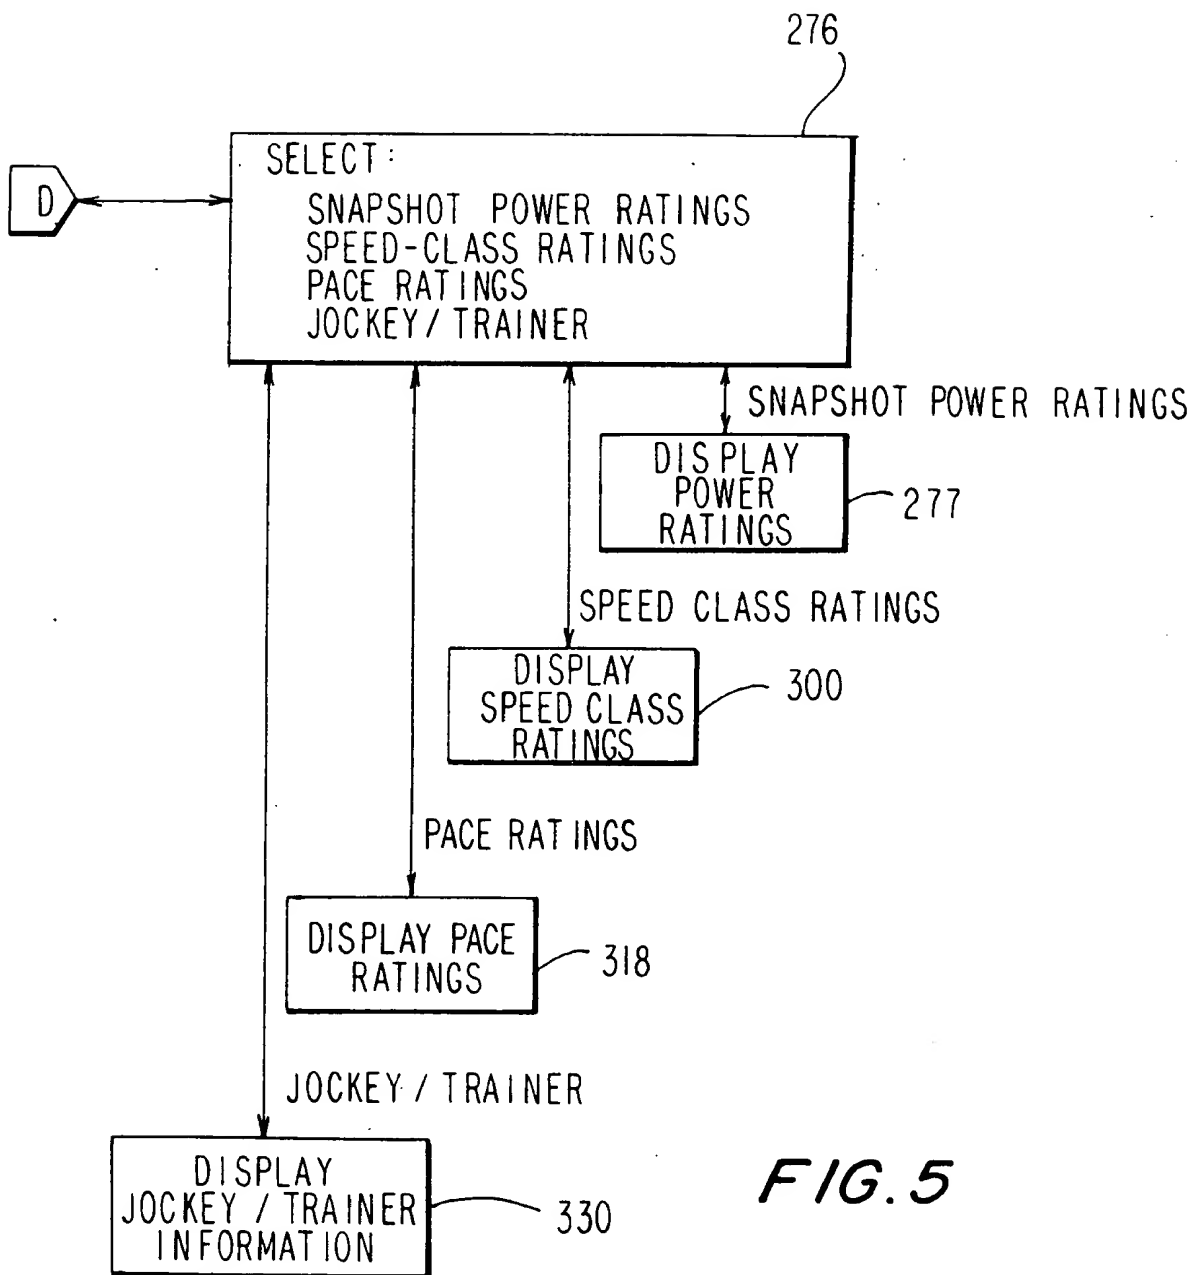 276
SELECT:
SNAPSHOT POWER RATINGS
SPEED-CLASS RATINGS
PACE RATINGS
JOCKEY/TRAINER
D
SNAPSHOT POWER RATINGS
DISPLAY
POWER
RATINGS
277
SPEED CLASS RATINGS
DISPLAY
SPEED CLASS
RATINGS
300
PACE RATINGS
DISPLAY PACE
RATINGS
318
JOCKEY / TRAINER
DISPLAY
JOCKEY / TRAINER
INFORMATION
330
FIG. 5